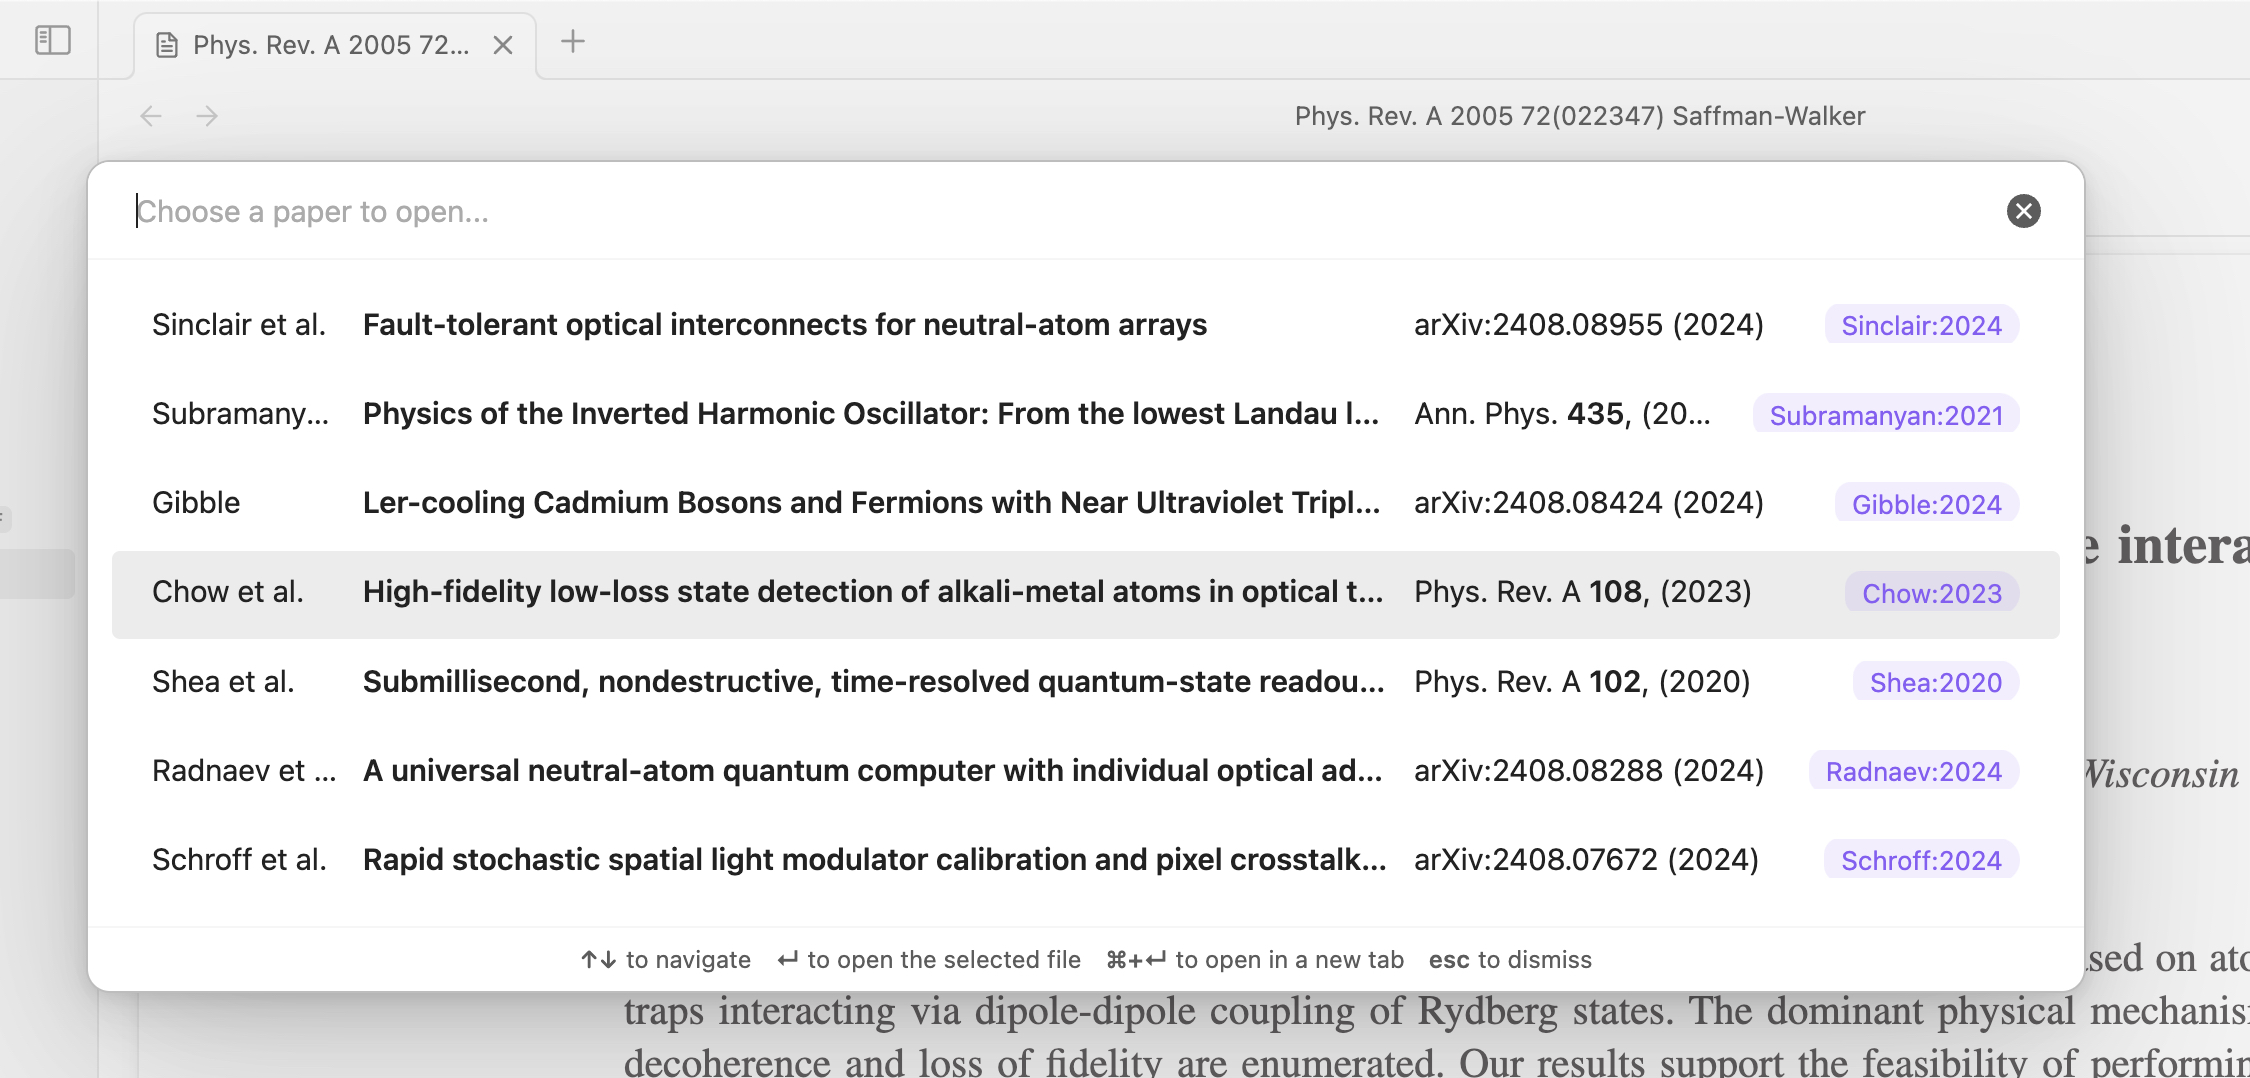 Phys. Rev. A 2005 72...
Phys. Rev. A 2005 72(022347) Saffman-Walker
Choose a paper to open...
Sinclair et al. Fault-tolerant optical interconnects for neutral-atom arrays arXiv:2408.08955 (2024) Sinclair:2024
Subramany... Physics of the Inverted Harmonic Oscillator: From the lowest Landau l... Ann. Phys. 435, (20... Subramanyan:2021
Gibble Ler-cooling Cadmium Bosons and Fermions with Near Ultraviolet Tripl... arXiv:2408.08424 (2024) Gibble:2024
e intera
Chow et al. High-fidelity low-loss state detection of alkali-metal atoms in optical t... Phys. Rev. A 108, (2023) Chow:2023
Shea et al. Submillisecond, nondestructive, time-resolved quantum-state readou... Phys. Rev. A 102, (2020) Shea:2020
Radnaev et ... A universal neutral-atom quantum computer with individual optical ad... arXiv:2408.08288 (2024) Radnaev:2024
Wisconsin
Schroff et al. Rapid stochastic spatial light modulator calibration and pixel crosstalk... arXiv:2408.07672 (2024) Schroff:2024
↑↓ to navigate ↵ to open the selected file ⌘+↵ to open in a new tab esc to dismiss
sed on ato
traps interacting via dipole-dipole coupling of Rydberg states. The dominant physical mechanis
decoherence and loss of fidelity are enumerated. Our results support the feasibility of performin